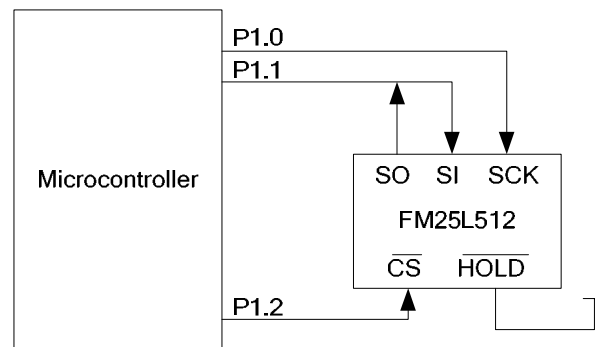 P1.0
P1.1
SO SI SCK
Microcontroller
FM25L512
CS HOLD
P1.2